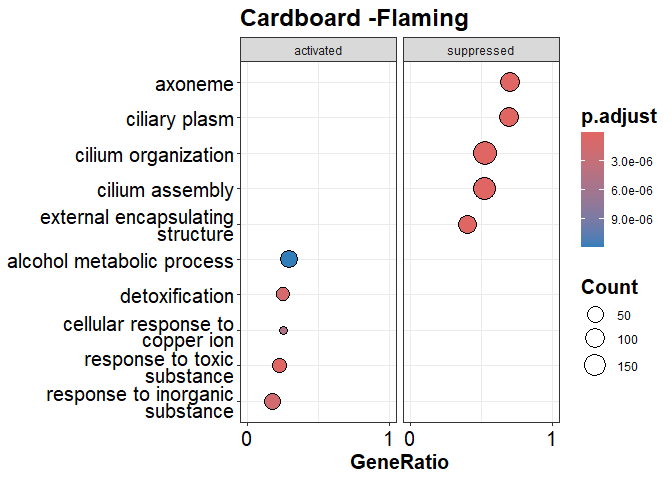 Cardboard -Flaming
activated
suppressed
axoneme
ciliary plasm
cilium organization
cilium assembly
external encapsulating
structure
alcohol metabolic process
detoxification
cellular response to
copper ion
response to toxic
substance
response to inorganic
substance
0
1
0
1
GeneRatio
p.adjust
3.0e-06
6.0e-06
9.0e-06
Count
50
100
150